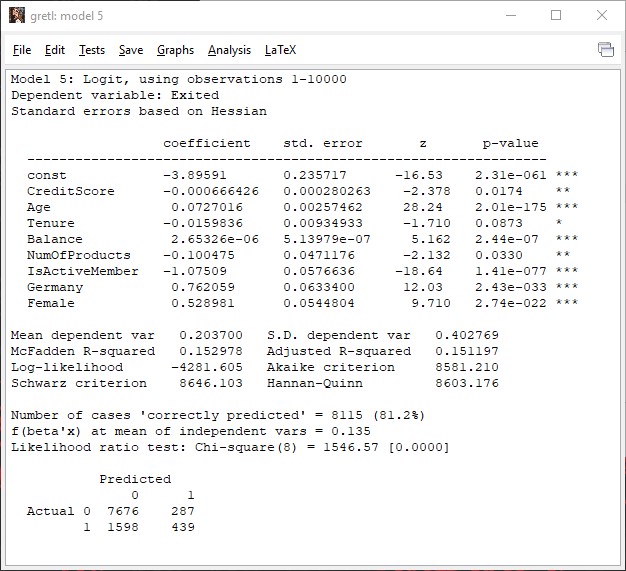 gretl: model 5
File Edit Tests Save Graphs Analysis LaTeX
Model 5: Logit, using observations 1-10000
Dependent variable: Exited
Standard errors based on Hessian
coefficient std. error z p-value
---------------------------------------------------------------
const -3.89591 0.235717 -16.53 2.31e-061 ***
CreditScore -0.000666426 0.000280263 -2.378 0.0174 **
Age 0.0727016 0.00257462 28.24 2.01e-175 ***
Tenure -0.0159836 0.00934933 -1.710 0.0873 *
Balance 2.65326e-06 5.13979e-07 5.162 2.44e-07 ***
NumOfProducts -0.100475 0.0471176 -2.132 0.0330 **
IsActiveMember -1.07509 0.0576636 -18.64 1.41e-077 ***
Germany 0.762059 0.0633400 12.03 2.43e-033 ***
Female 0.528981 0.0544804 9.710 2.74e-022 ***
Mean dependent var 0.203700 S.D. dependent var 0.402769
McFadden R-squared 0.152978 Adjusted R-squared 0.151197
Log-likelihood -4281.605 Akaike criterion 8581.210
Schwarz criterion 8646.103 Hannan-Quinn 8603.176
Number of cases 'correctly predicted' = 8115 (81.2%)
f(beta'x) at mean of independent vars = 0.135
Likelihood ratio test: Chi-square(8) = 1546.57 [0.0000]
Predicted
0 1
Actual 0 7676 287
1 1598 439